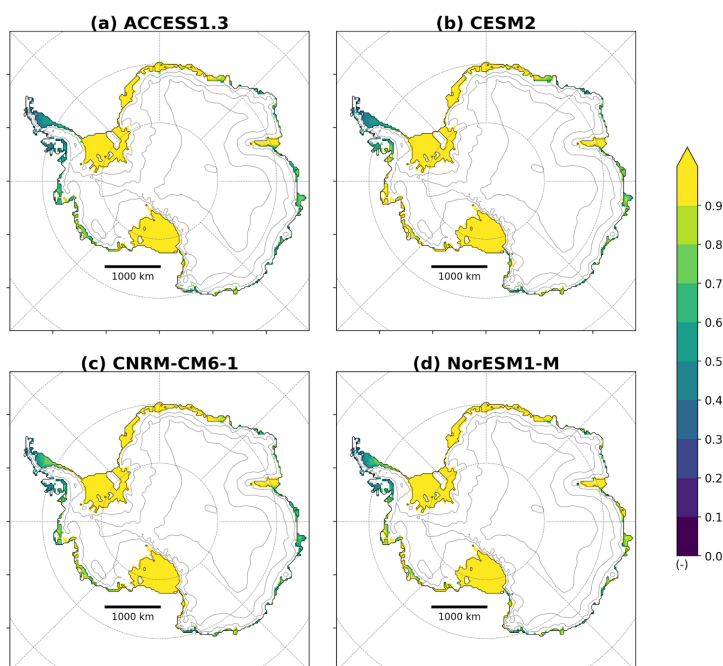 (a) ACCESS1.3
(b) CESM2
1000 km
1000 km
(c) CNRM-CM6-1
(d) NorESM1-M
1000 km
1000 km
0.9
0.8
0.7
0.6
0.5
0.4
0.3
0.2
0.1
0.0
(-)